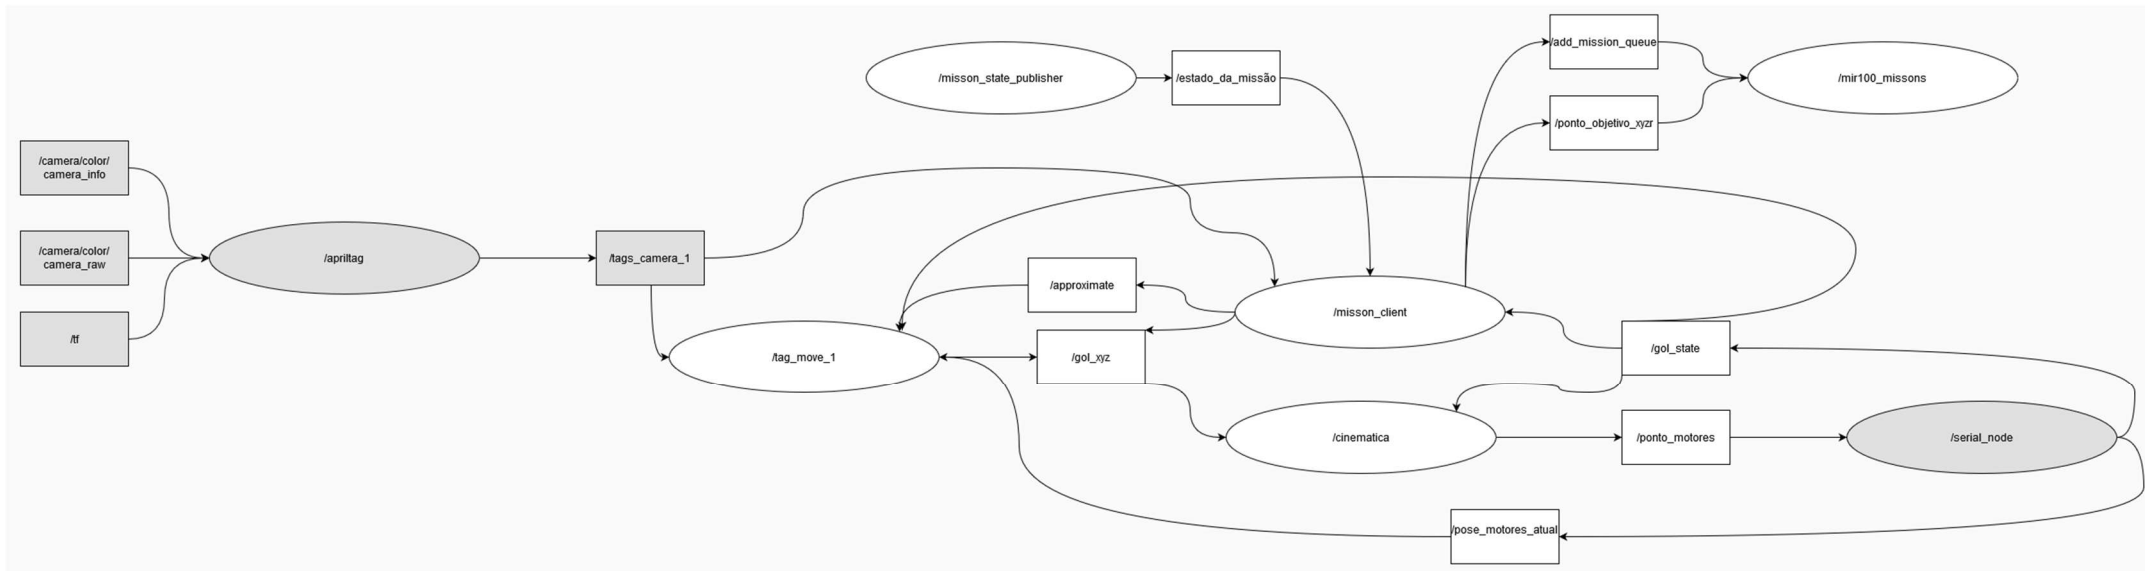 /add_mission_queue
/misson_state_publisher
/estado_da_missão
/mir100_missons
/ponto_objetivo_xyzr
/camera/color/
camera_info
/camera/color/
camera_raw
/apriltag
/tags_camera_1
/tf
/approximate
/misson_client
/tag_move_1
/gol_xyz
/gol_state
/cinematica
/ponto_motores
/serial_node
/pose_motores_atual